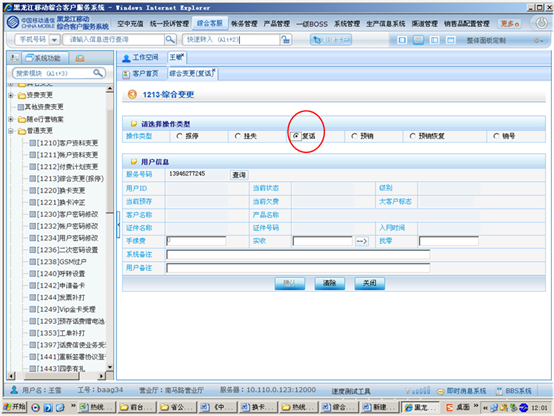 黑龙江移动综合客户服务系统 - Windows Internet Explorer
中国移动通信 CHINA MOBILE 黑龙江移动 综合客户服务系统
空中充值 统一投诉管理 综合客服 帐务管理 产品管理 一级BOSS 系统管理 生产信息系统 渠道管理 销售品配置管理 更多
手机号码 请输入信息进行查询 快速转入 (Alt+2) 整体面板定制
系统功能 工作空间 王敏
搜索模块 (Alt+3) 客户首页 综合变更(复话)
资费变更
其他资费变更
随e行营销案
普通变更
[1210]客户资料变更
[1211]帐户资料变更
[1212]付费计划变更
[1213]综合变更(报停)
[1220]换卡变更
[1221]换卡冲正
[1230]客户密码修改
[1232]帐户密码修改
[1234]用户密码修改
[1236]二次密码设置
[1238]GSM过户
[1240]呼转设置
[1242]申请备卡
[1244]发票补打
[1249]Vip金卡受理
[1293]预存话费赠电池
[1353]工单补打
[1397]话费信使业务受
[1441]重新签署协议登
1213-综合变更
请选择操作类型
操作类型 报停 挂失 复话 预销 预销恢复 销号
用户信息
服务号码 13946277245 查询
用户ID 当前状态 级别
当前预存 当前欠费 大客户标志
客户名称 产品名称
证件名称 证件号码 入网时间
手续费 实收 --> 找零
系统备注
用户备注
确认 清除 关闭
用户名：王雪 工号：baag34 营业厅：南马路营业厅 服务器：10.110.0.123:12000 速度测试工具 即时消息系统 BBS系统
开始 热线... 前台... 省公... 《中... 换卡... 热线... 综合... 新建... 黑龙... 桌面 12:01